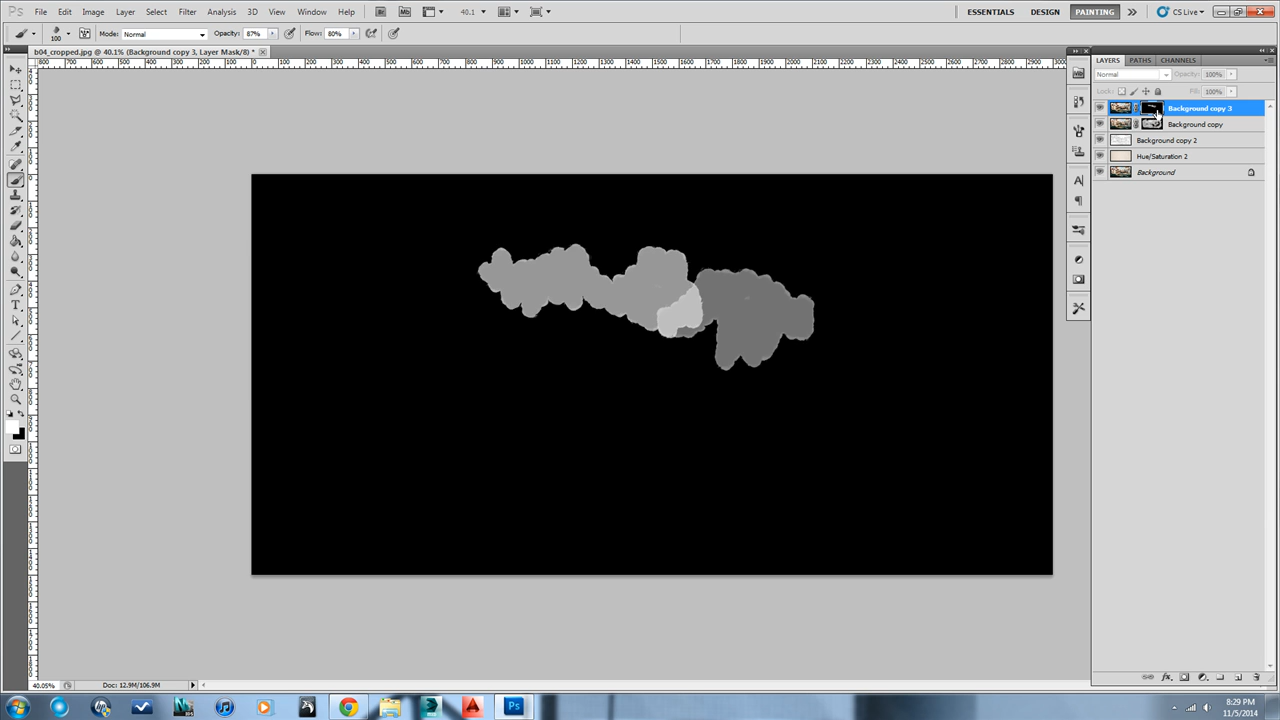 Ps File Edit Image Layer Select Filter Analysis 3D View Window Help Mb 40.1 ESSENTIALS DESIGN PAINTING CS Live
100 Mode: Normal Opacity: 87% Flow: 80%
b04_cropped.jpg @ 40.1% (Background copy 3, Layer Mask/8) *
LAYERS PATHS CHANNELS
Normal Opacity: 100%
Lock: Fill: 100%
Background copy 3
Background copy
Background copy 2
Hue/Saturation 2
Background
40.05% Doc: 12.9M/106.9M
8:29 PM
11/5/2014